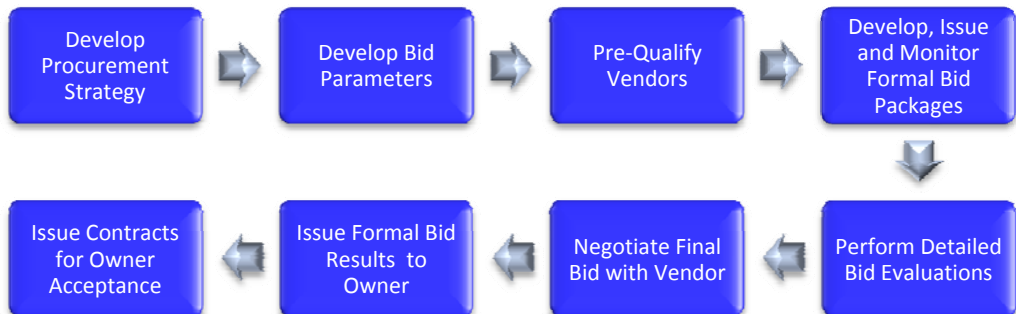 Develop
Procurement
Strategy
Develop Bid
Parameters
Pre-Qualify
Vendors
Develop, Issue
and Monitor
Formal Bid
Packages
Perform Detailed
Bid Evaluations
Negotiate Final
Bid with Vendor
Issue Formal Bid
Results to
Owner
Issue Contracts
for Owner
Acceptance